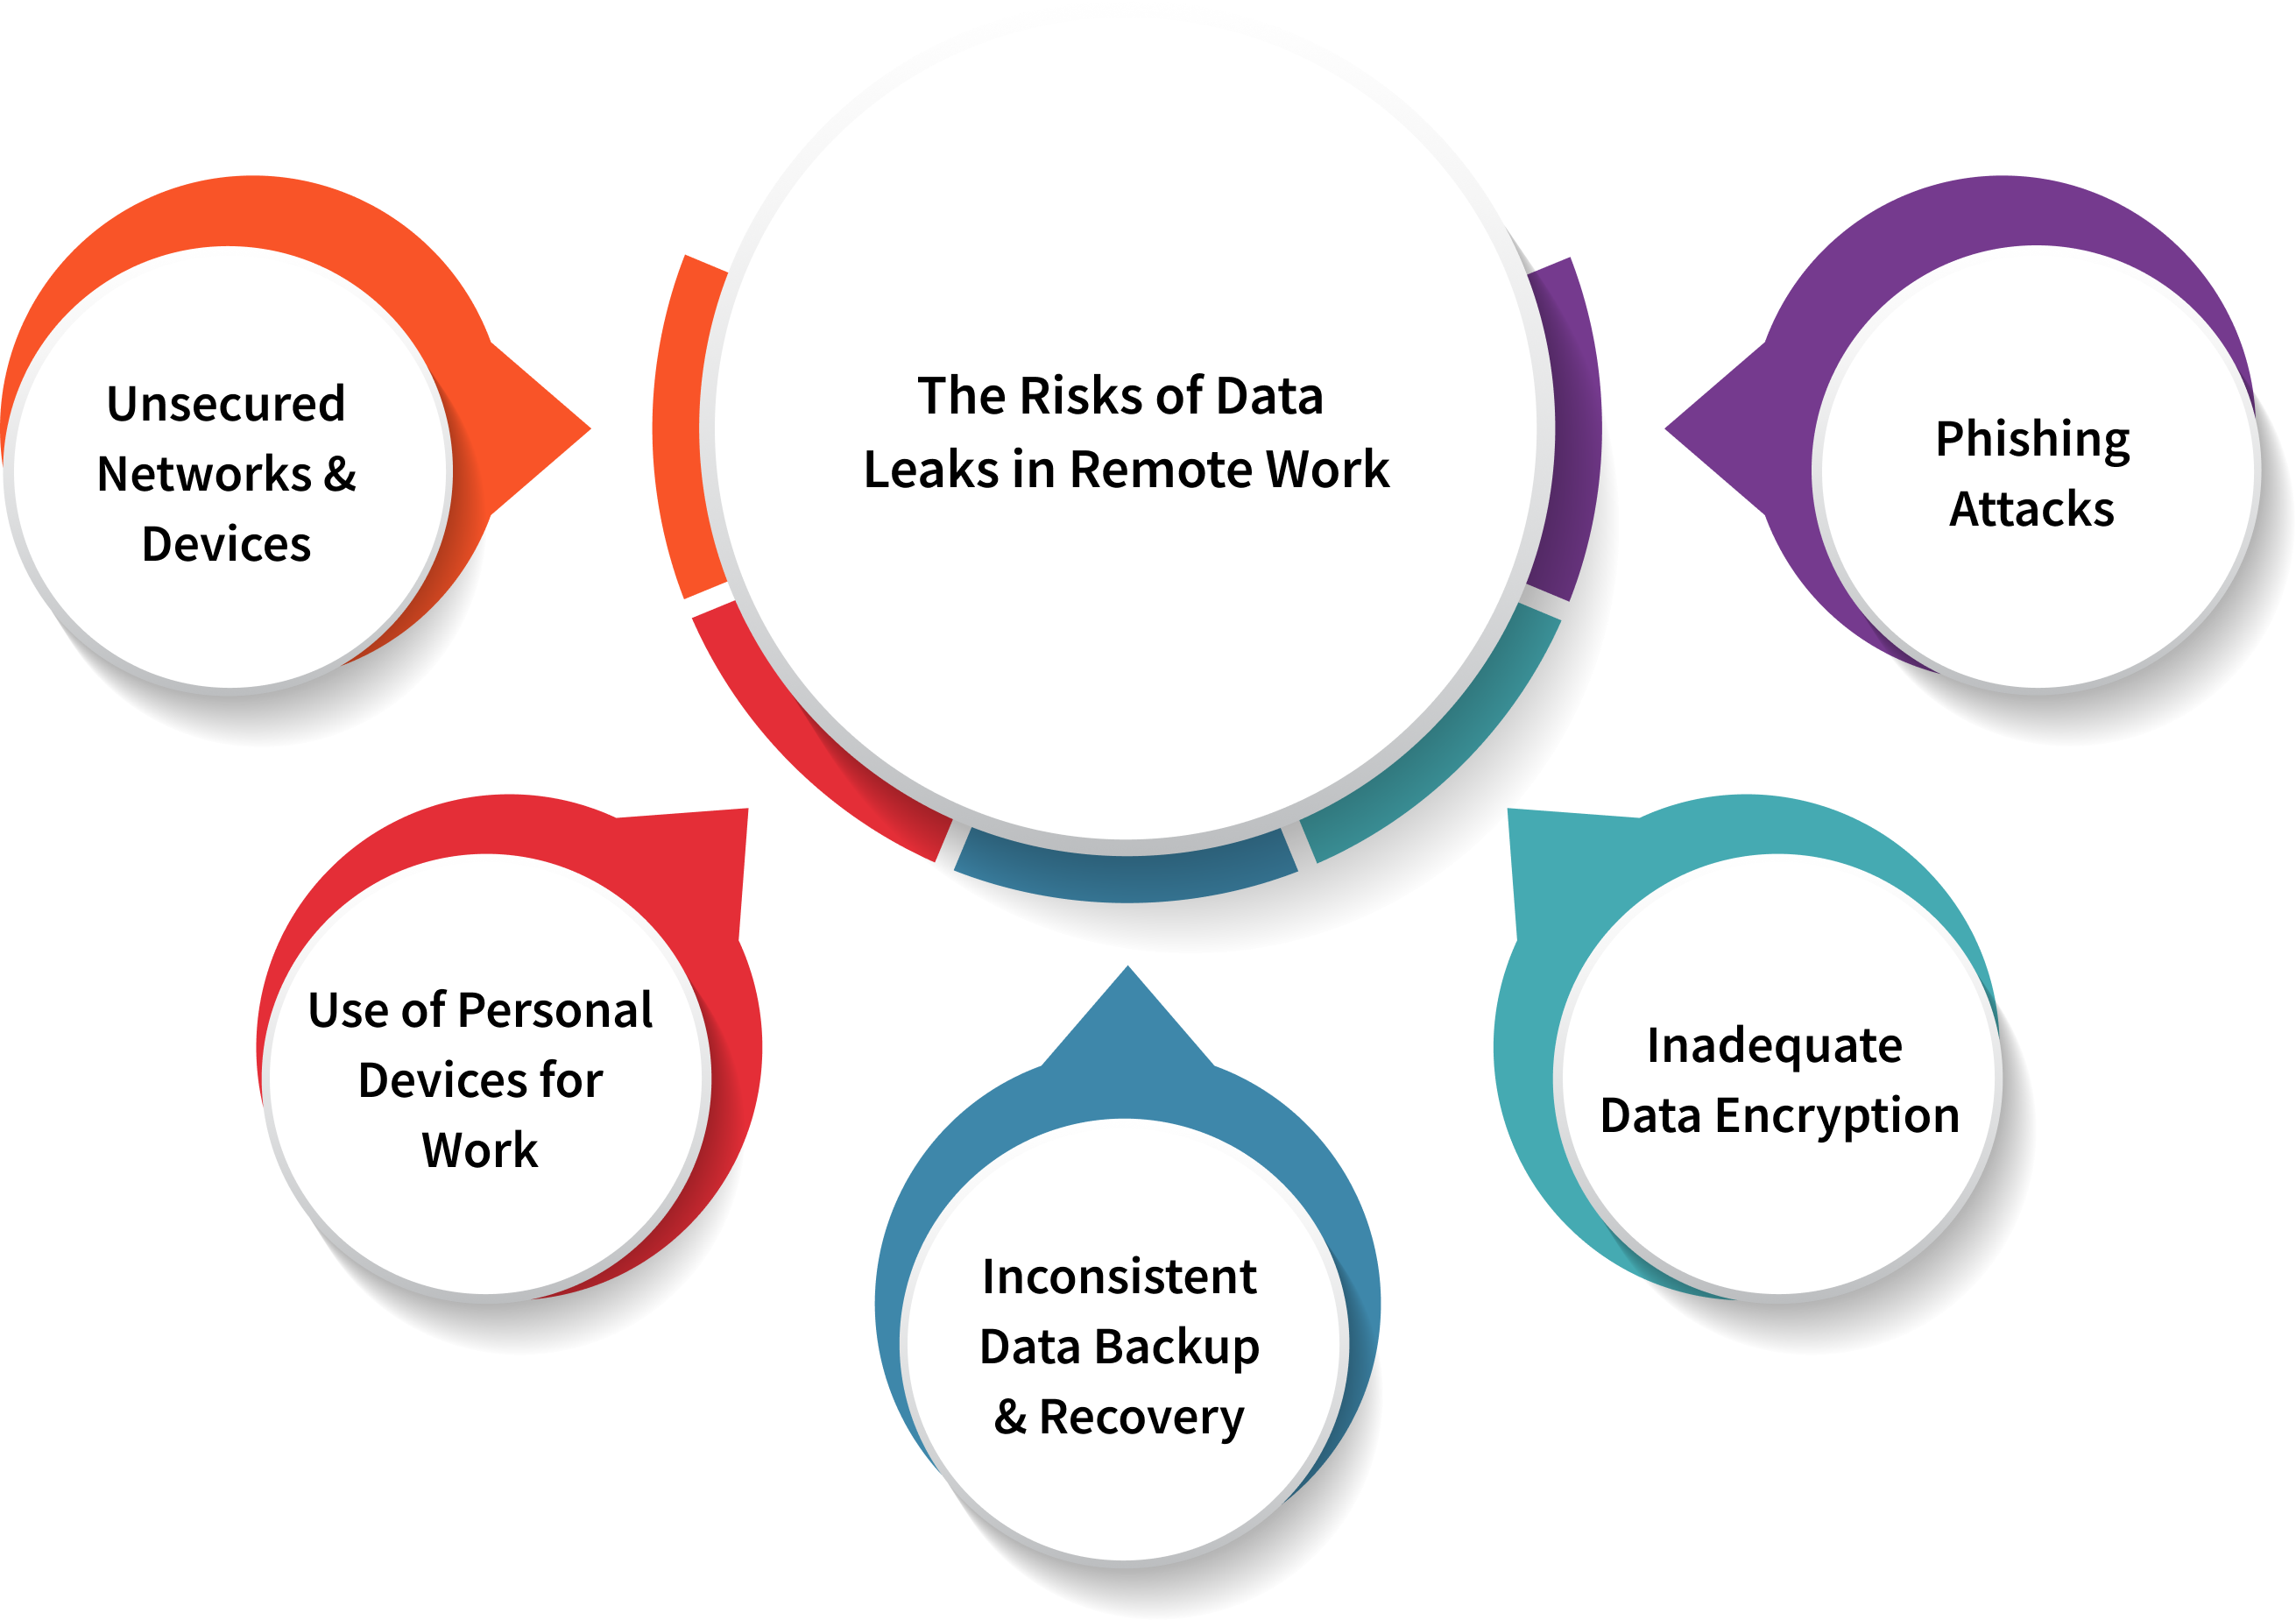 The Risks of Data
Leaks in Remote Work
Unsecured
Networks &
Devices
Use of Personal
Devices for
Work
Inconsistent
Data Backup
& Recovery
Inadequate
Data Encryption
Phishing
Attacks